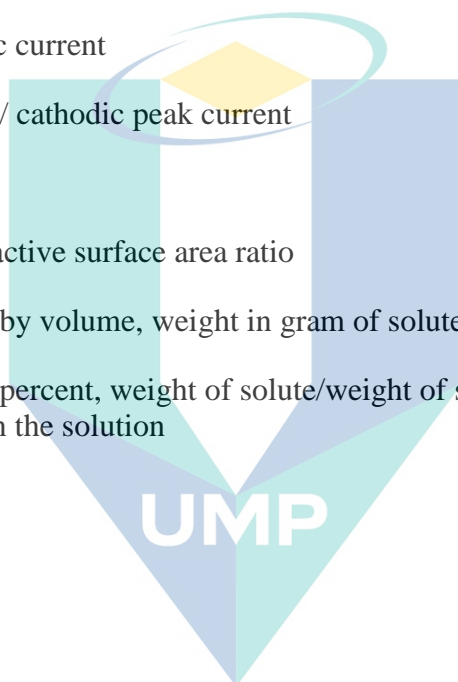 c current
/ cathodic peak current
active surface area ratio
by volume, weight in gram of solute
percent, weight of solute/weight of s
n the solution
UMP